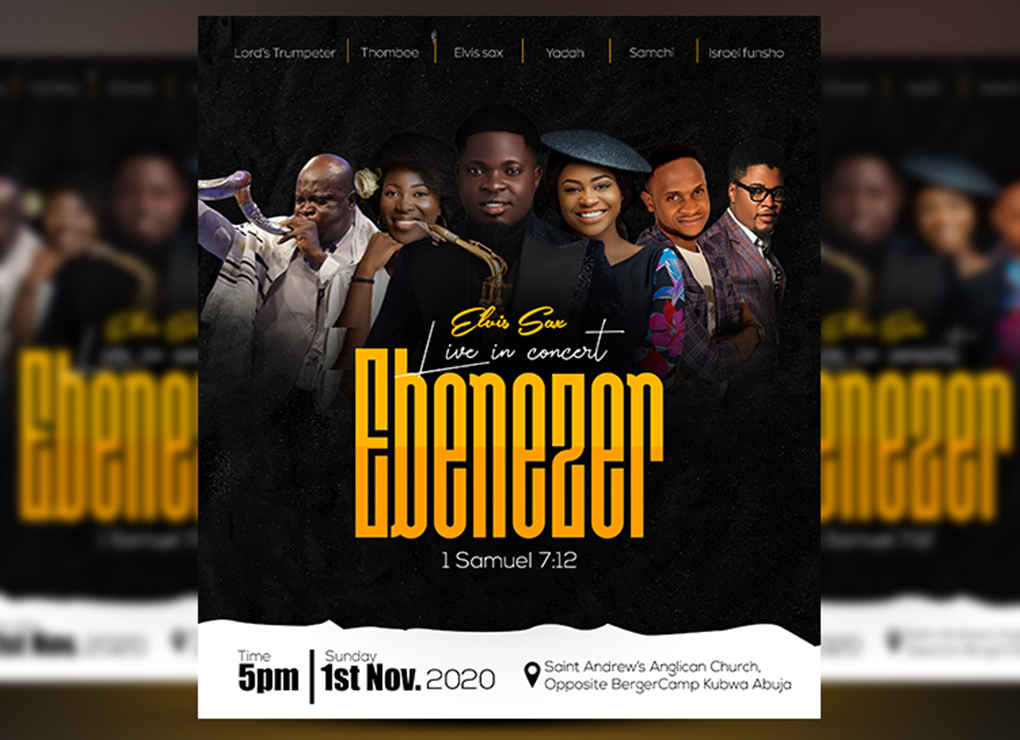 Lord's Trumpeter | Thombee | Elvis sax | Yadah | Samchi | Israel funsho
Elvis Sax
Live in concert
Ebenezer
1 Samuel 7:12
Time
5pm
Sunday
1st Nov. 2020
Saint Andrew's Anglican Church,
Opposite BergerCamp Kubwa Abuja